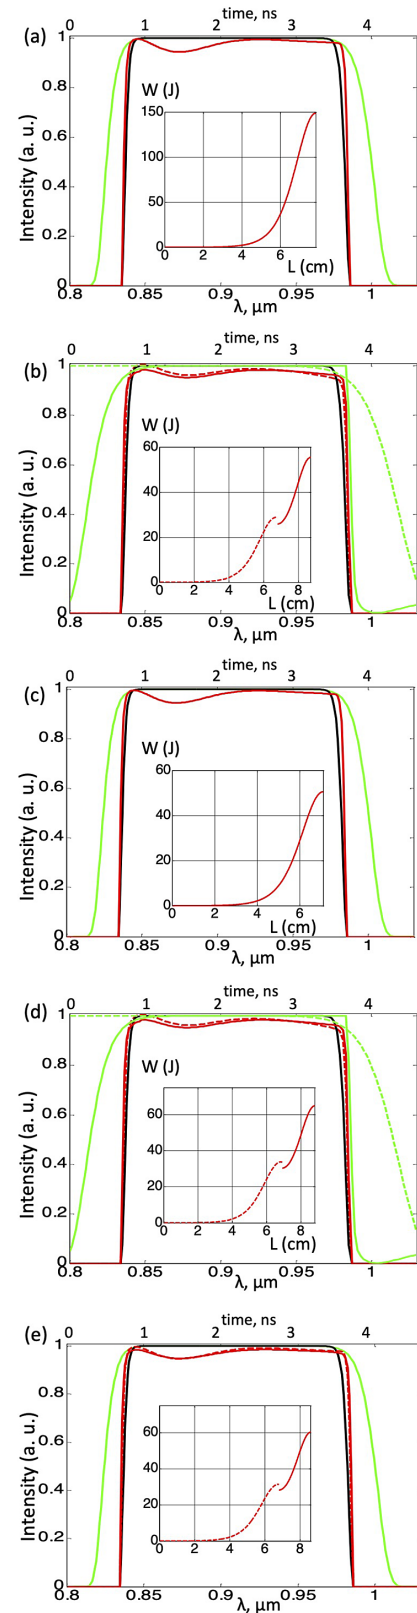 time, ns
0 1 2 3 4
(a)
Intensity (a. u.)
1
0.8
0.6
0.4
0.2
0
W (J)
150
100
50
0
0 2 4 6
L (cm)
0.8 0.85 0.9 0.95 1
λ, μm
time, ns
0 1 2 3 4
(b)
Intensity (a. u.)
1
0.8
0.6
0.4
0.2
0
W (J)
60
40
20
0
0 2 4 6 8
L (cm)
0.8 0.85 0.9 0.95 1
λ, μm
time, ns
0 1 2 3 4
(c)
Intensity (a. u.)
1
0.8
0.6
0.4
0.2
0
W (J)
60
40
20
0
0 2 4 6
L (cm)
0.8 0.85 0.9 0.95 1
λ, μm
time, ns
0 1 2 3 4
(d)
Intensity (a. u.)
1
0.8
0.6
0.4
0.2
0
W (J)
60
40
20
0
0 2 4 6 8
L (cm)
0.8 0.85 0.9 0.95 1
λ, μm
time, ns
0 1 2 3 4
(e)
Intensity (a. u.)
1
0.8
0.6
0.4
0.2
0
W (J)
60
40
20
0
0 2 4 6 8
L (cm)
0.8 0.85 0.9 0.95 1
λ, μm